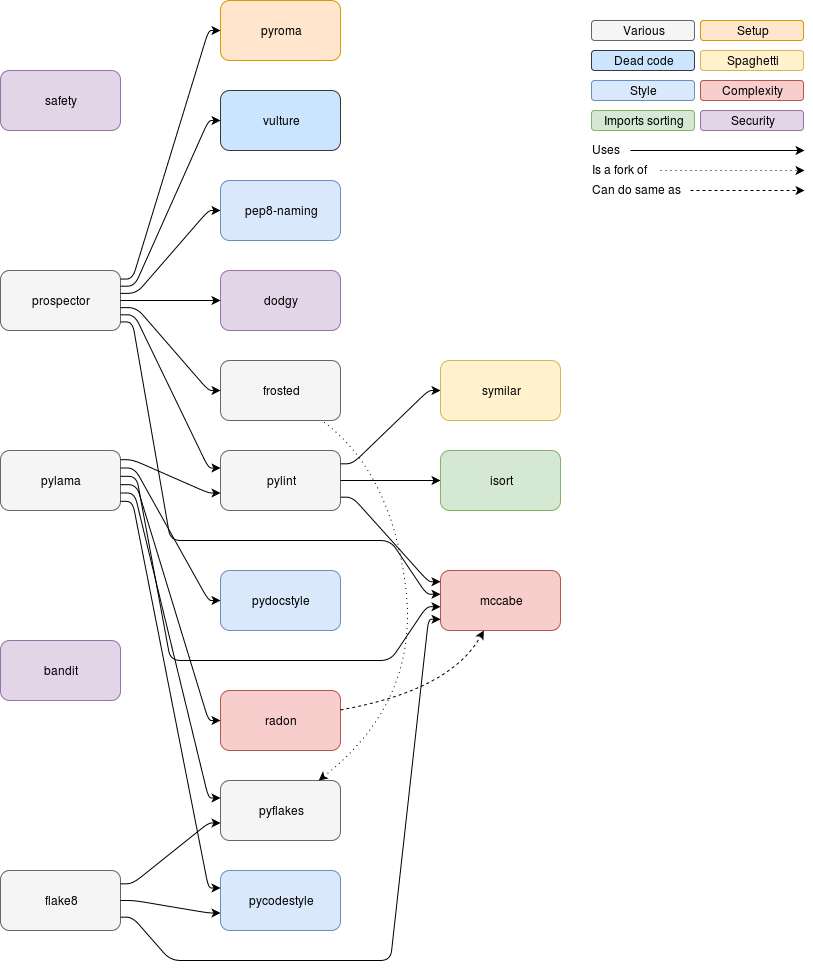 pyroma
safety
vulture
pep8-naming
prospector
dodgy
frosted
symilar
pylama
pylint
isort
pydocstyle
mccabe
bandit
radon
pyflakes
flake8
pycodestyle
Various
Setup
Dead code
Spaghetti
Style
Complexity
Imports sorting
Security
Uses
Is a fork of
Can do same as